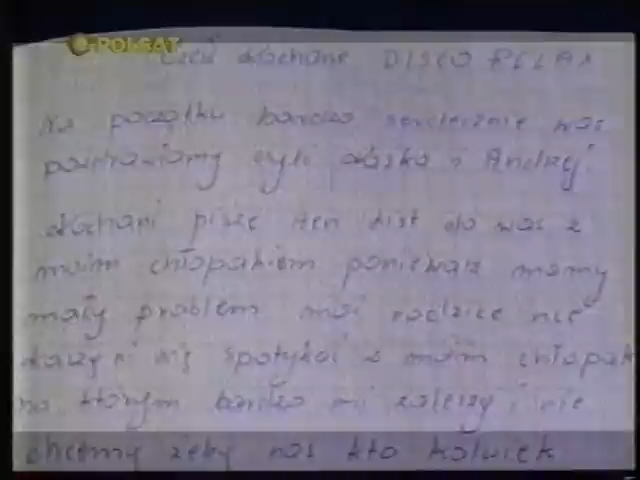 POLSAT
Cześć Kochane DISCO RELAX
Na początku bardzo serdecznie was
pozdrawiamy czyli i Andrzej.
Kochani piszę ten list do was z
moim chłopakiem ponieważ mamy
mały problem moi rodzice nie
mi się spotykać z moim chłopak
na którym bardzo mi zależy i nie
chcemy żeby nas kto kolwiek